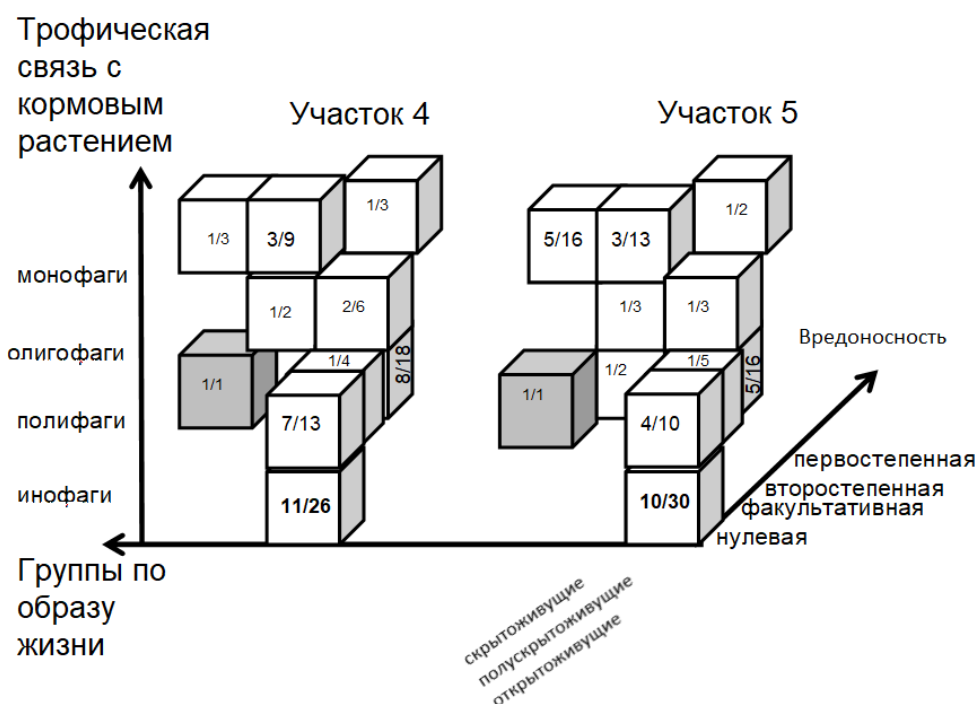 Трофическая
связь с
кормовым
растением
Участок 4
Участок 5
1/3
3/9
1/3
5/16
3/13
1/2
монофаги
1/2
2/6
1/3
1/3
Вредоносность
олигофаги
1/1
1/4
8/18
1/1
1/2
1/5
5/16
полифаги
7/13
4/10
первостепенная
второстепенная
факультативная
нулевая
инофаги
11/26
10/30
Группы по
образу
жизни
скрытоживущие
полускрытоживущие
открытоживущие